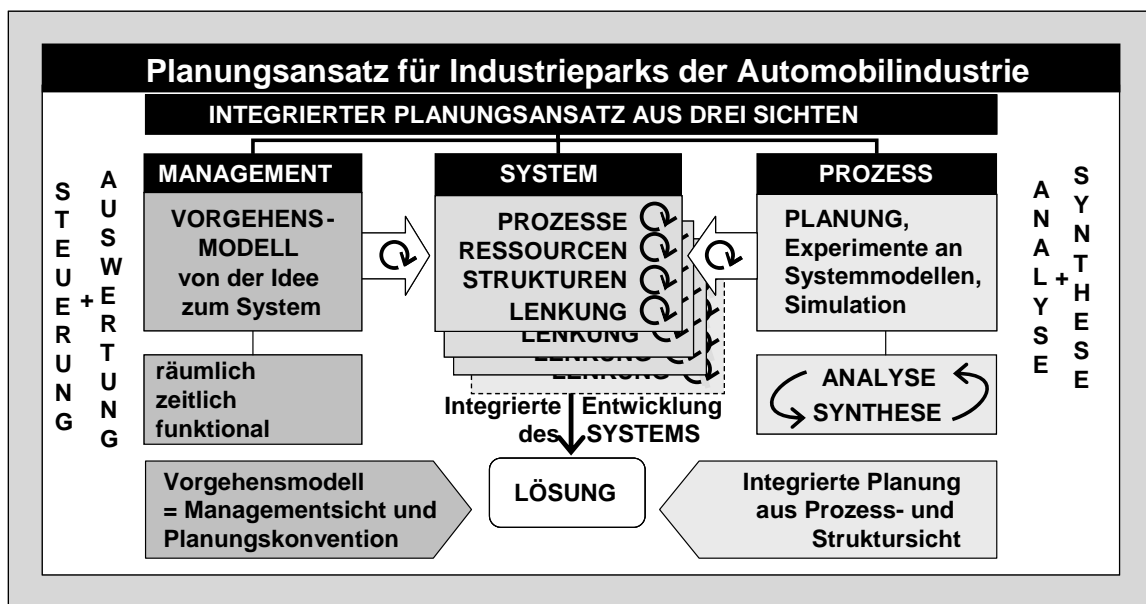 Planungsansatz für Industrieparks der Automobilindustrie
INTEGRIERTER PLANUNGSANSATZ AUS DREI SICHTEN
STEUERUNG
+
AUSWERTUNG
MANAGEMENT
VORGEHENS-
MODELL
von der Idee
zum System
räumlich
zeitlich
funktional
SYSTEM
PROZESSE
RESSOURCEN
STRUKTUREN
LENKUNG
LENKUNG
LENKUNG
LENKUNG
Integrierte Entwicklung
des SYSTEMS
PROZESS
PLANUNG,
Experimente an
Systemmodellen,
Simulation
ANALYSE
SYNTHESE
ANALYSE
+
SYNTHESE
Vorgehensmodell
= Managementsicht und
Planungskonvention
LÖSUNG
Integrierte Planung
aus Prozess- und
Struktursicht